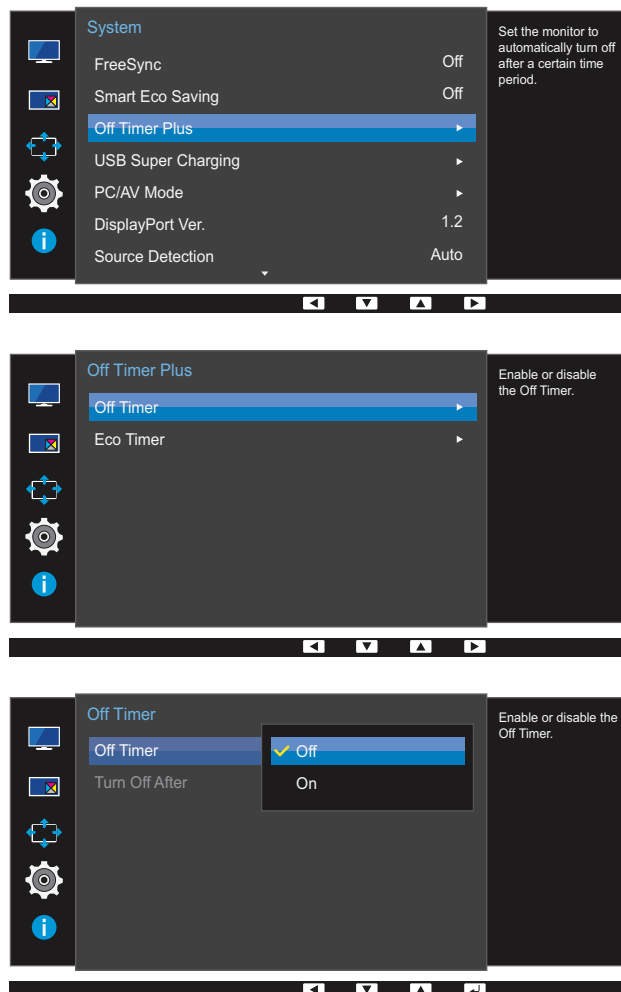 System
FreeSync Off
Smart Eco Saving Off
Off Timer Plus
USB Super Charging
PC/AV Mode
DisplayPort Ver. 1.2
Source Detection Auto
Set the monitor to
automatically turn off
after a certain time
period.
Off Timer Plus
Off Timer
Eco Timer
Enable or disable
the Off Timer.
Off Timer
Off Timer
Off
Turn Off After
On
Enable or disable the
Off Timer.